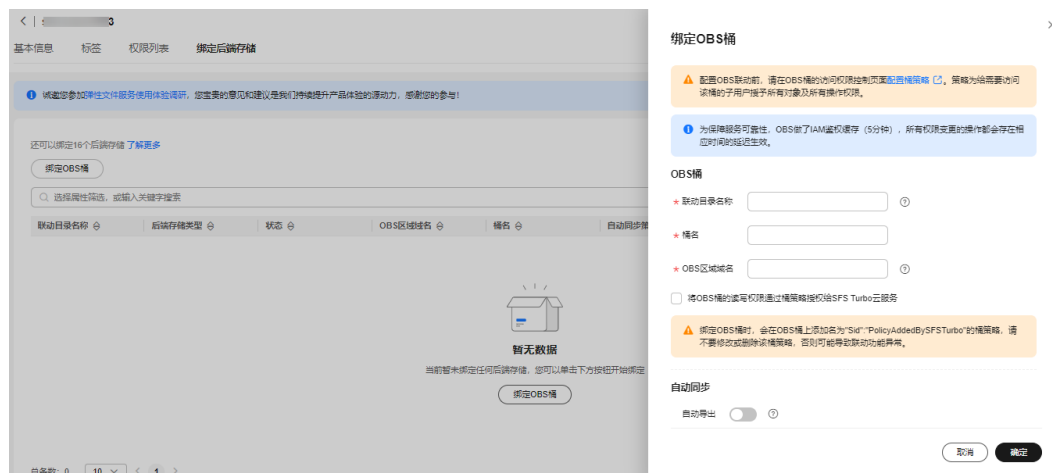 3
基本信息 标签 权限列表 绑定后端存储
诚邀您参加弹性文件服务使用体验调研，您宝贵的意见和建议是我们持续提升产品体验的源动力，感谢您的参与！
还可以绑定16个后端存储 了解更多
绑定OBS桶
选择属性筛选，或输入关键字搜索
联动目录名称 后端存储类型 状态 OBS区域域名 桶名 自动同步策
暂无数据
当前暂未绑定任何后端存储，您可以单击下方按钮开始绑定
绑定OBS桶
总条数：0 10 1
绑定OBS桶
配置OBS联动前，请在OBS桶的访问权限控制页面配置桶策略，策略为给需要访问
该桶的子用户授予所有对象及所有操作权限。
为保障服务可靠性，OBS做了IAM鉴权缓存（5分钟），所有权限变更的操作都会存在相
应时间的延迟生效。
OBS桶
* 联动目录名称
* 桶名
* OBS区域域名
将OBS桶的读写权限通过桶策略授权给SFS Turbo云服务
绑定OBS桶时，会在OBS桶上添加名为"Sid":"PolicyAddedBySFSTurbo"的桶策略，请
不要修改或删除该桶策略，否则可能导致联动功能异常。
自动同步
自动导出
取消 确定